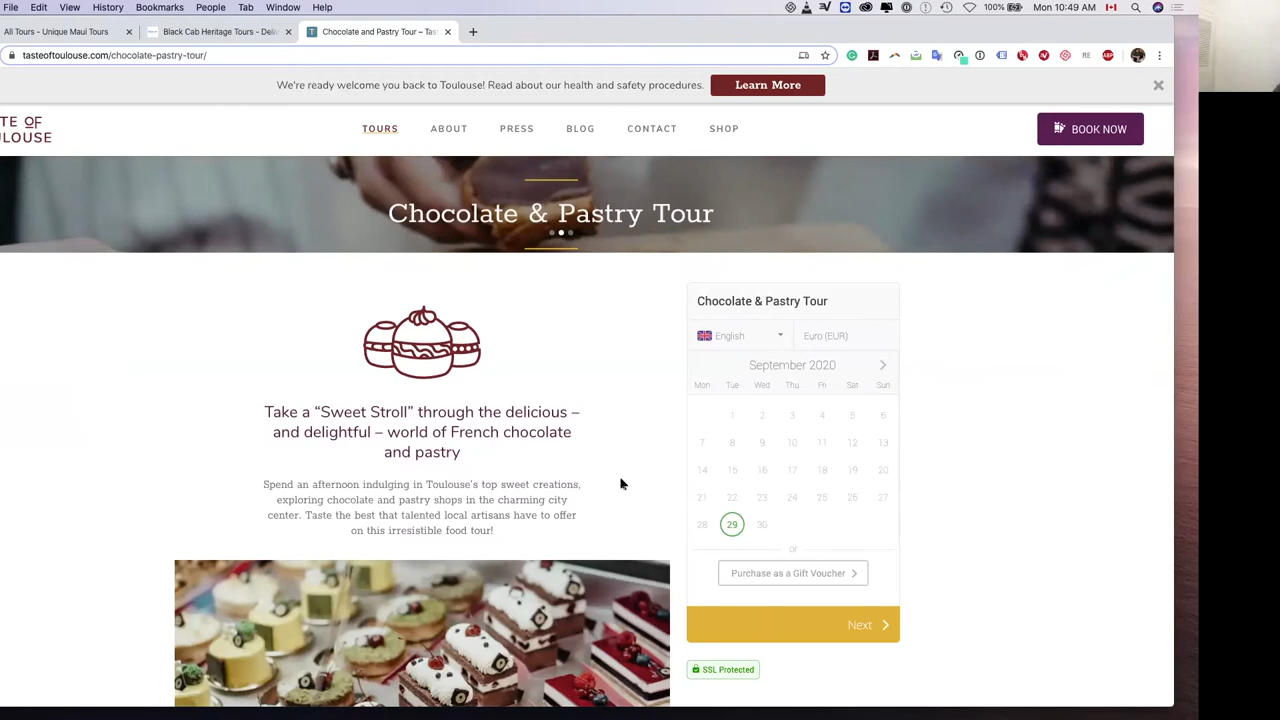 File Edit View History Bookmarks People Tab Window Help 100% Mon 10:49 AM
All Tours - Unique Maui Tours Black Cab Heritage Tours - Deliv Chocolate and Pastry Tour – Tas
tasteoftoulouse.com/chocolate-pastry-tour/
We're ready welcome you back to Toulouse! Read about our health and safety procedures. Learn More
TE OF
ULOUSE
TOURS ABOUT PRESS BLOG CONTACT SHOP
BOOK NOW
Chocolate & Pastry Tour
Take a “Sweet Stroll” through the delicious –
and delightful – world of French chocolate
and pastry
Spend an afternoon indulging in Toulouse's top sweet creations,
exploring chocolate and pastry shops in the charming city
center. Taste the best that talented local artisans have to offer
on this irresistible food tour!
Chocolate & Pastry Tour
English Euro (EUR)
September 2020
Mon Tue Wed Thu Fri Sat Sun
1 2 3 4 5 6
7 8 9 10 11 12 13
14 15 16 17 18 19 20
21 22 23 24 25 26 27
28 29 30
or
Purchase as a Gift Voucher
Next
SSL Protected